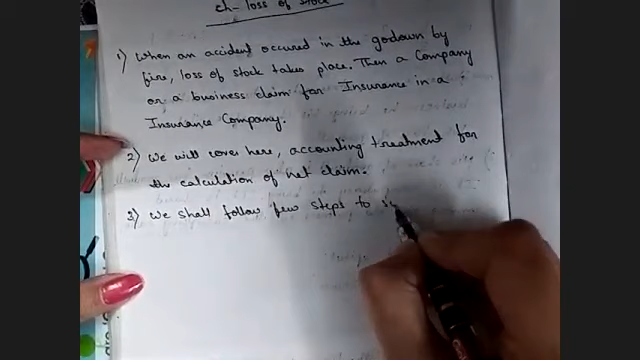 ch- loss of stock
1) When an accident occured in the godown by
fire, loss of stock takes place. Then a Company
or a business claim for Insurance in a
Insurance Company.
2) We will cover here, accounting treatment for
the calculation of net claim.
3) We shall follow few steps to